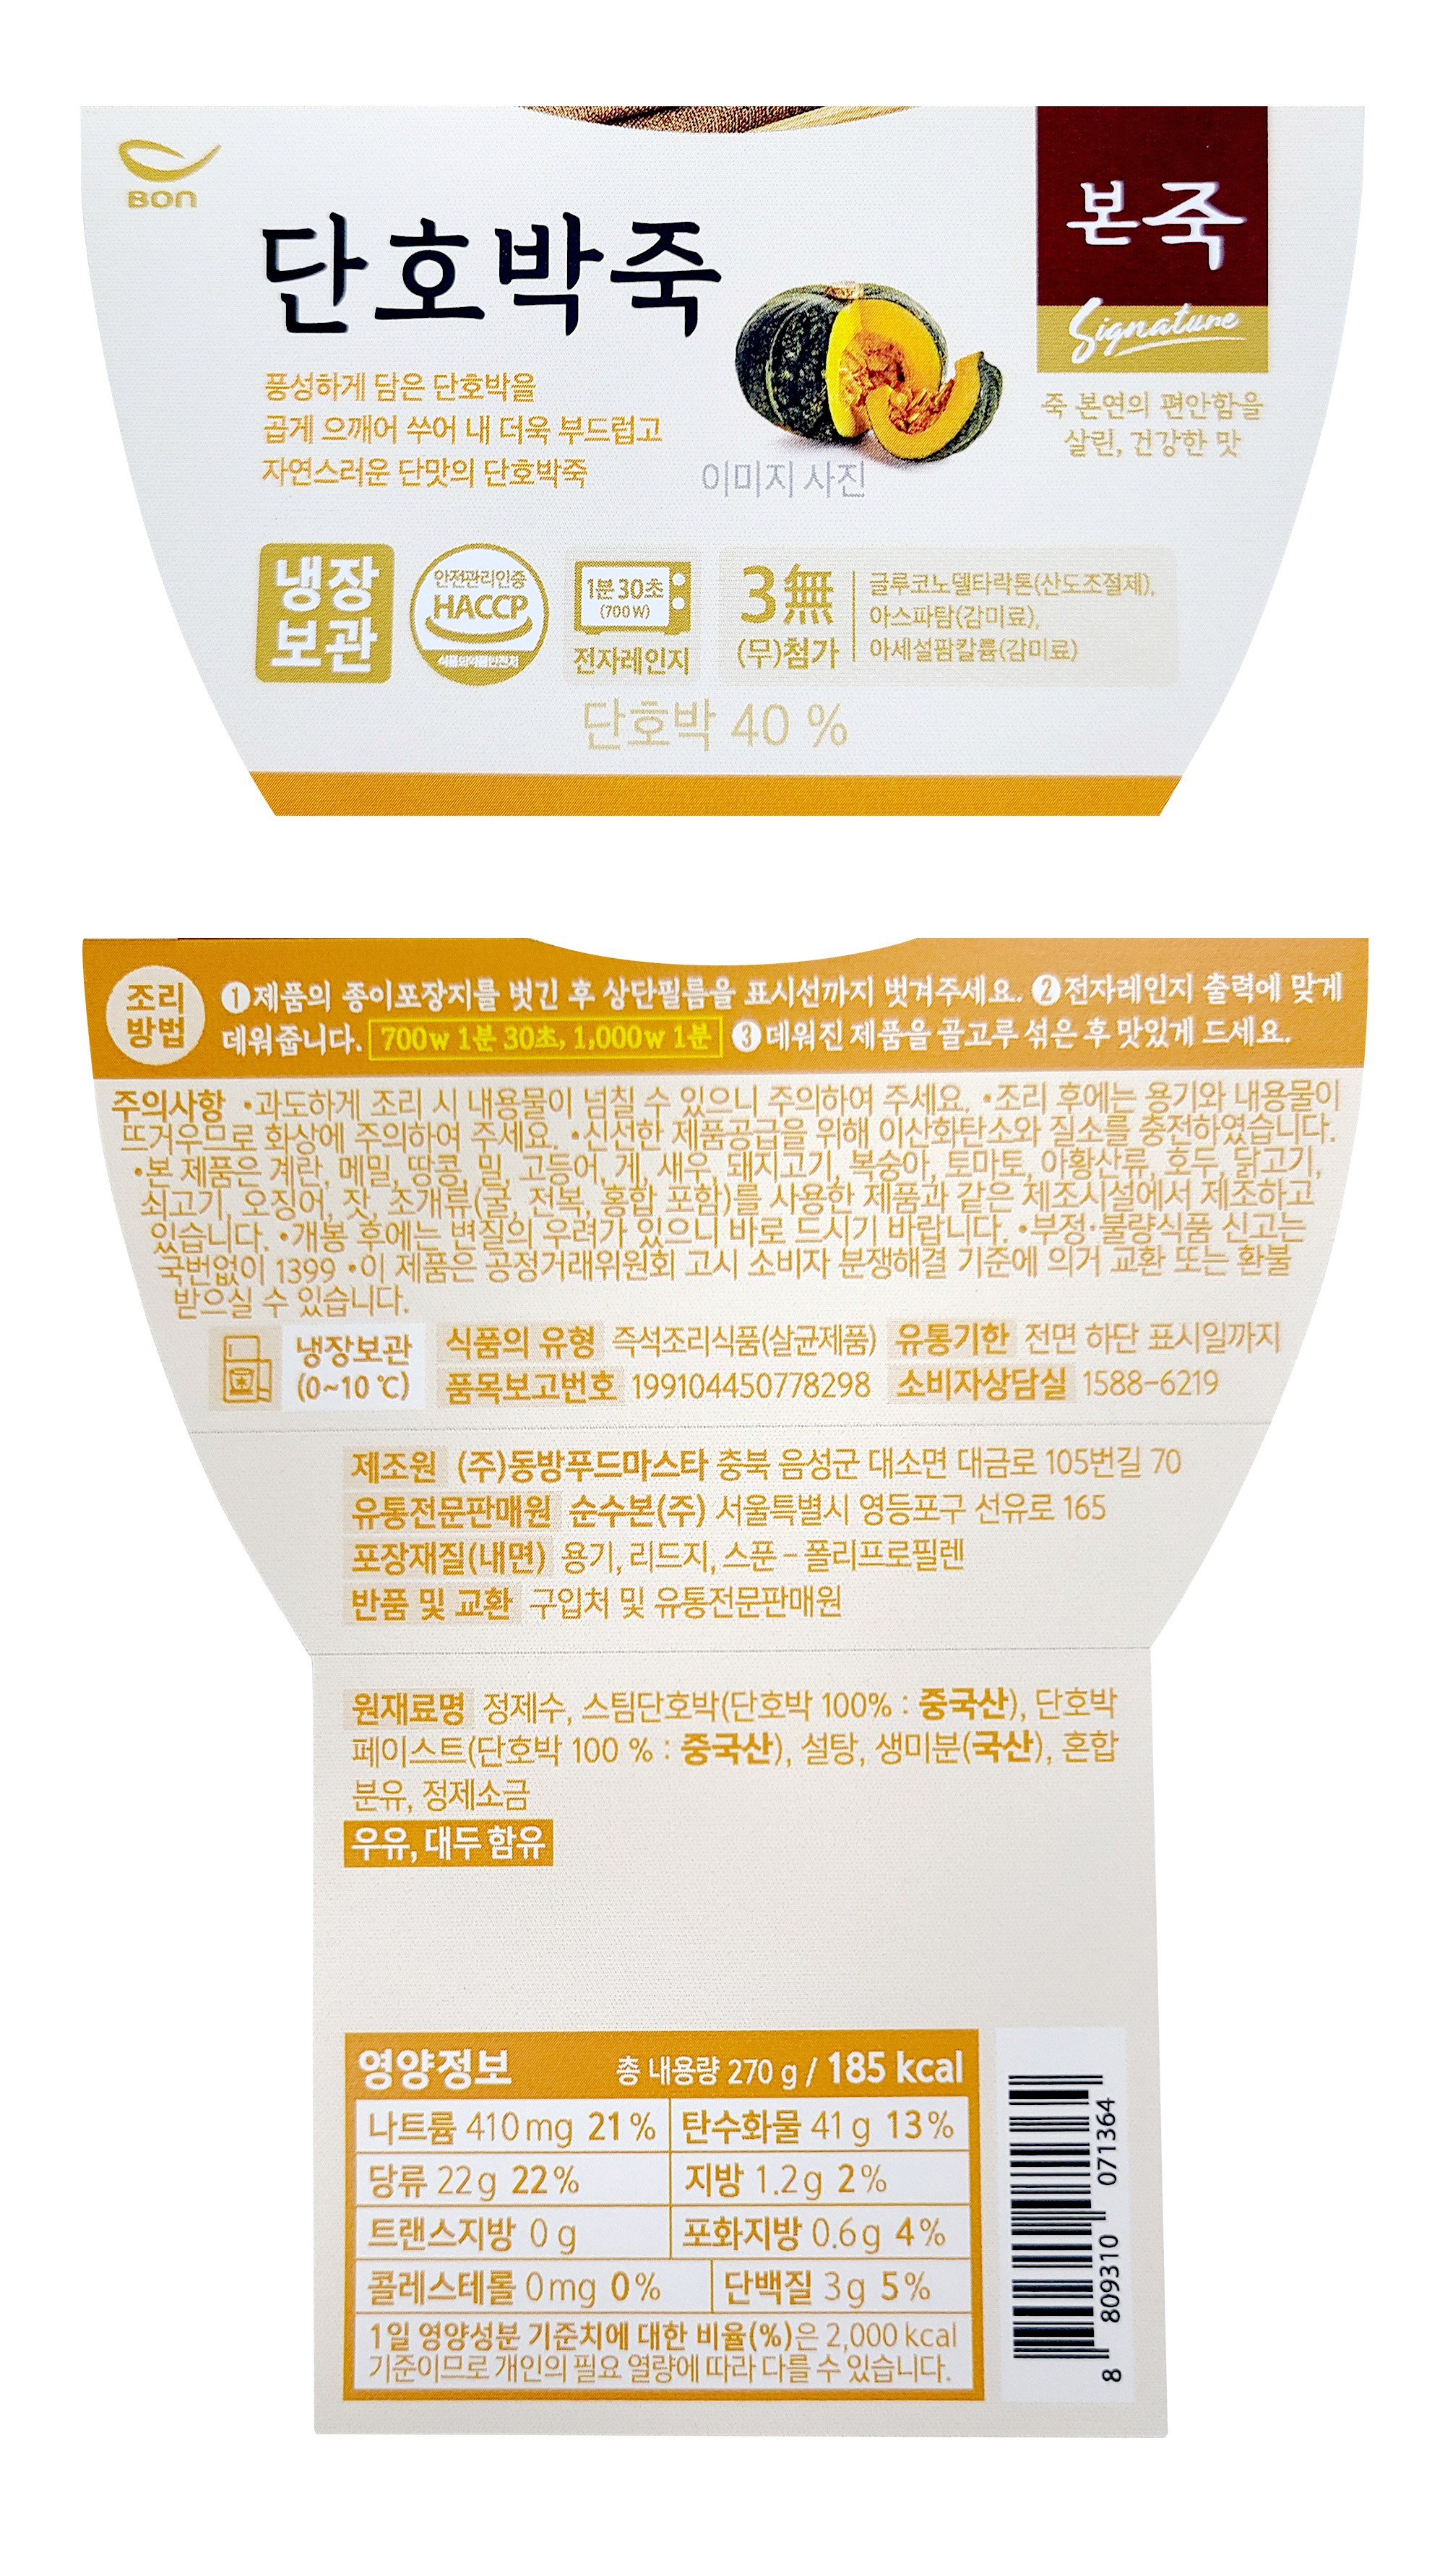 BON
단호박죽
본죽
Signature
풍성하게 담은 단호박을
곱게 으깨어 쑤어 내 더욱 부드럽고
자연스러운 단맛의 단호박죽
이미지 사진
죽 본연의 편안함을
살린, 건강한 맛
냉장
보관
안전관리인증
HACCP
식품의약품안전처
1분 30초
(700W)
전자레인지
3無
(무)첨가
글루코노델타락톤(산도조절제),
아스파탐(감미료),
아세설팜칼륨(감미료)
단호박 40 %
조리
방법
❶제품의 종이포장지를 벗긴 후 상단필름을 표시선까지 벗겨주세요. ❷전자레인지 출력에 맞게
데워줍니다. 700w 1분 30초, 1,000w 1분 ❸데워진 제품을 골고루 섞은 후 맛있게 드세요.
주의사항 •과도하게 조리 시 내용물이 넘칠 수 있으니 주의하여 주세요. •조리 후에는 용기와 내용물이
뜨거우므로 화상에 주의하여 주세요. •신선한 제품공급을 위해 이산화탄소와 질소를 충전하였습니다.
•본 제품은 계란, 메밀, 땅콩, 밀, 고등어, 게, 새우, 돼지고기, 복숭아, 토마토, 아황산류, 호두, 닭고기,
쇠고기, 오징어, 잣, 조개류(굴, 전복, 홍합 포함)를 사용한 제품과 같은 제조시설에서 제조하고
있습니다. •개봉 후에는 변질의 우려가 있으니 바로 드시기 바랍니다. •부정·불량식품 신고는
국번없이 1399 •이 제품은 공정거래위원회 고시 소비자 분쟁해결 기준에 의거 교환 또는 환불
받으실 수 있습니다.
냉장보관
(0~10 ℃)
식품의 유형 즉석조리식품(살균제품) 유통기한 전면 하단 표시일까지
품목보고번호 199104450778298 소비자상담실 1588-6219
제조원 (주)동방푸드마스타 충북 음성군 대소면 대금로 105번길 70
유통전문판매원 순수본(주) 서울특별시 영등포구 선유로 165
포장재질(내면) 용기, 리드지, 스푼 - 폴리프로필렌
반품 및 교환 구입처 및 유통전문판매원
원재료명 정제수, 스팀단호박(단호박 100% : 중국산), 단호박
페이스트(단호박 100 % : 중국산), 설탕, 생미분(국산), 혼합
분유, 정제소금
우유, 대두 함유
영양정보 총 내용량 270 g / 185 kcal
나트륨 410 mg 21 % 탄수화물 41 g 13 %
당류 22 g 22 % 지방 1.2 g 2 %
트랜스지방 0 g 포화지방 0.6 g 4 %
콜레스테롤 0 mg 0 % 단백질 3 g 5 %
1일 영양성분 기준치에 대한 비율(%)은 2,000 kcal
기준이므로 개인의 필요 열량에 따라 다를 수 있습니다.
8 809310 071364